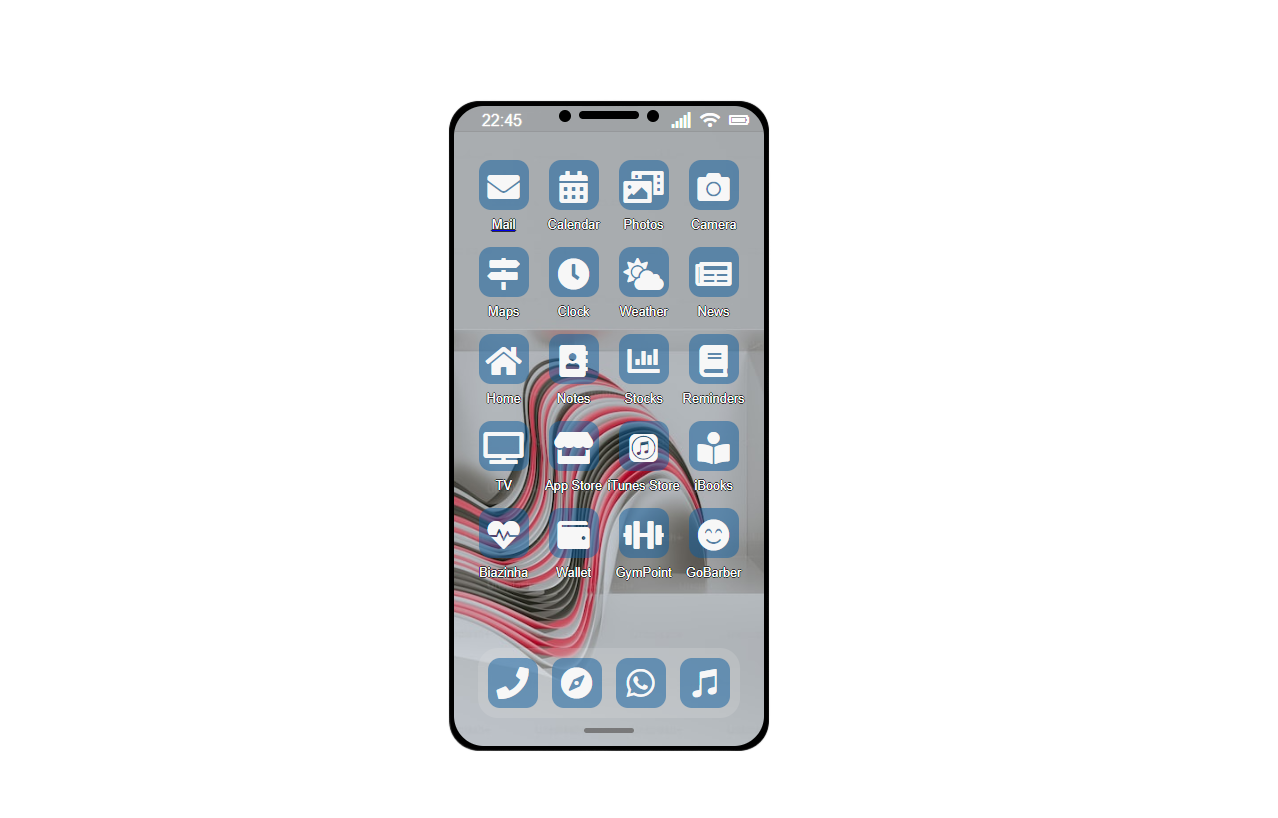 22:45
Mail Calendar Photos Camera
Maps Clock Weather News
Home Notes Stocks Reminders
TV App Store iTunes Store iBooks
Biazinha Wallet GymPoint GoBarber